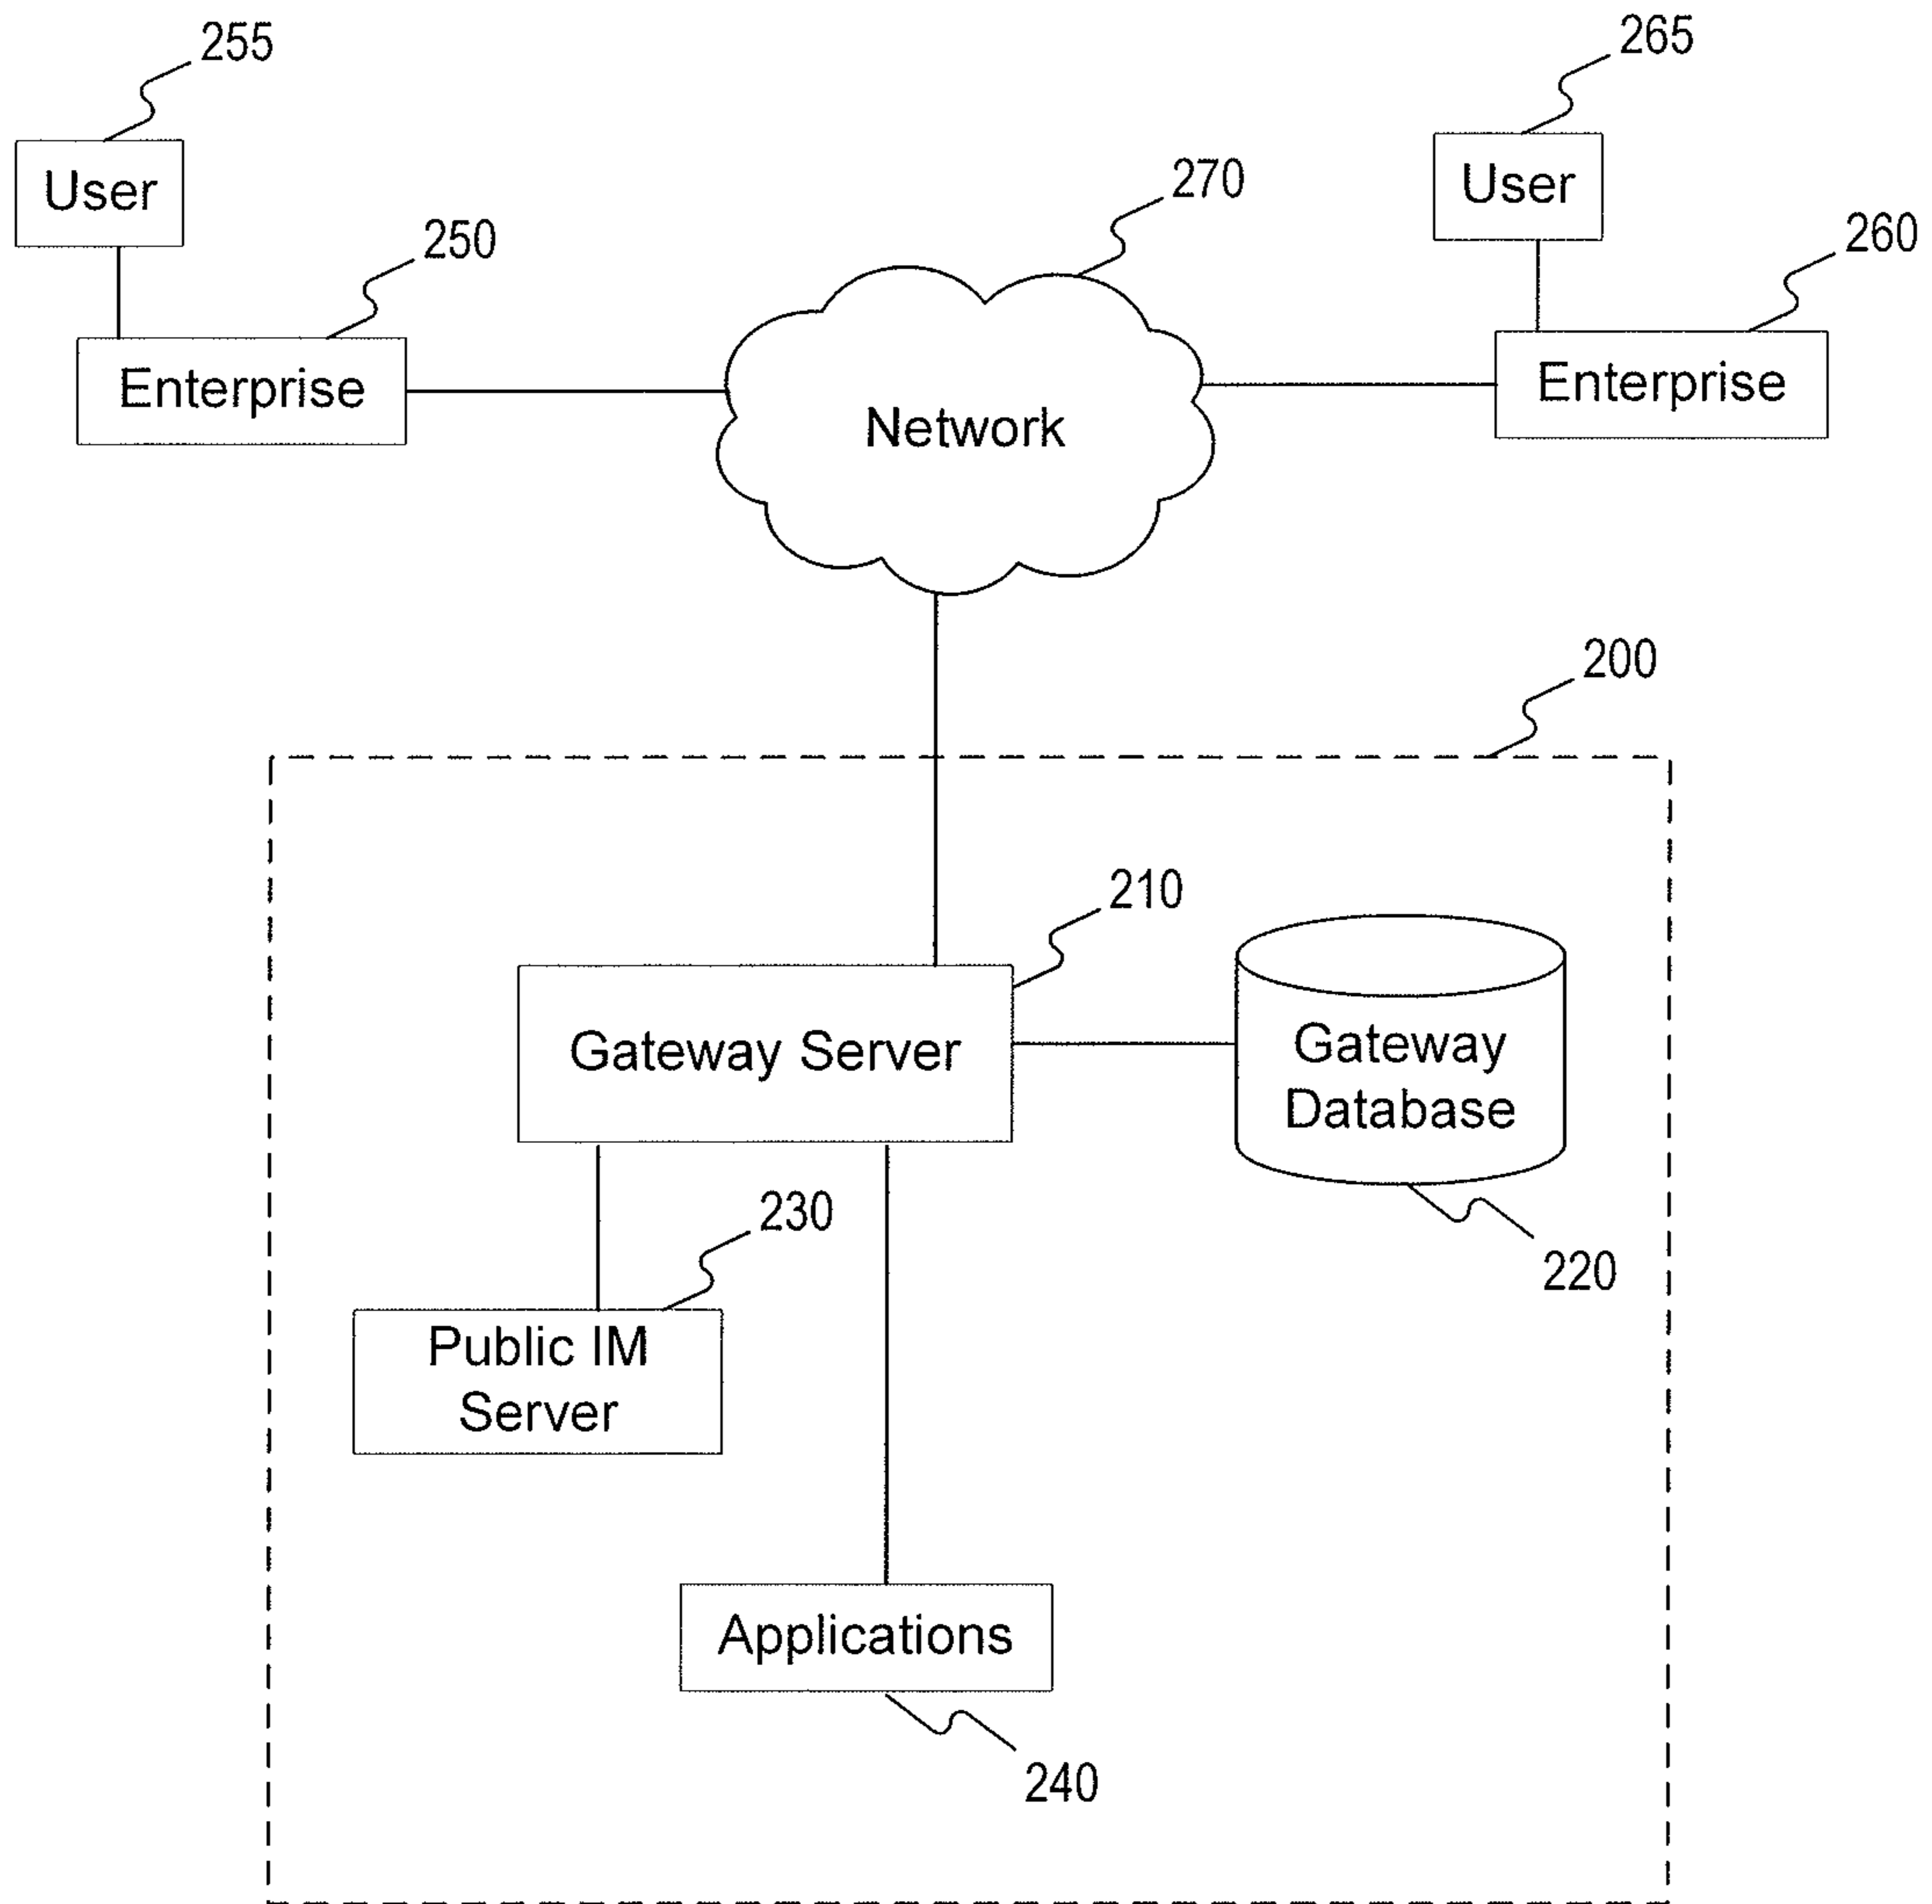 255
265
User
270
User
250
260
Enterprise
Network
Enterprise
200
210
Gateway Server
Gateway
Database
230
220
Public IM
Server
Applications
240